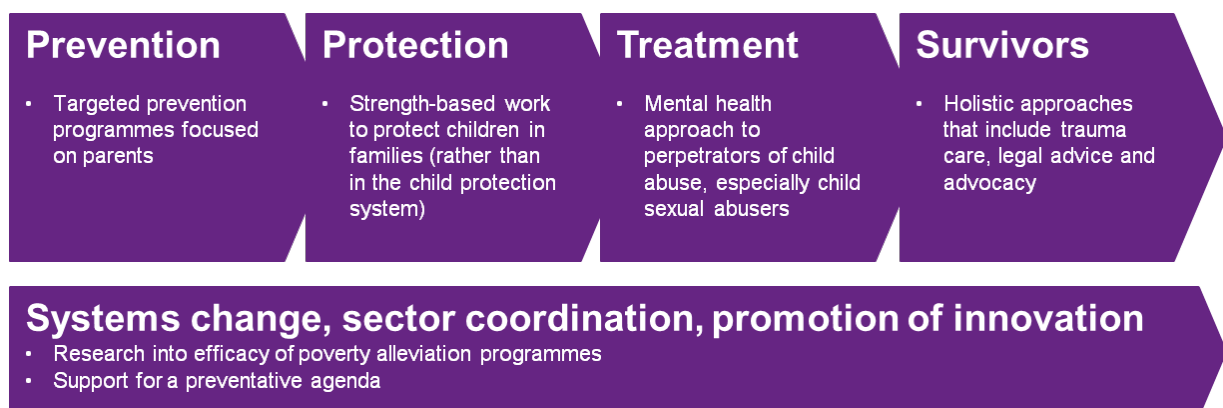 Prevention
• Targeted prevention
programmes focused
on parents
Protection
• Strength-based work
to protect children in
families (rather than
in the child protection
system)
Treatment
• Mental health
approach to
perpetrators of child
abuse, especially child
sexual abusers
Survivors
• Holistic approaches
that include trauma
care, legal advice and
advocacy
Systems change, sector coordination, promotion of innovation
• Research into efficacy of poverty alleviation programmes
• Support for a preventative agenda